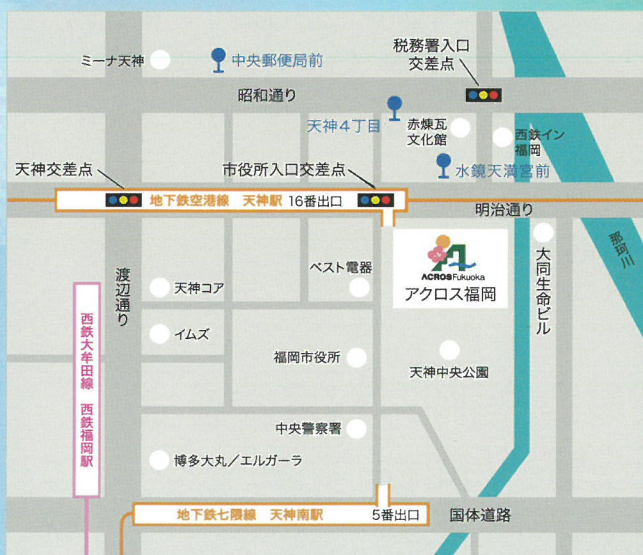 税務署入口
交差点
ミーナ天神
中央郵便局前
昭和通り
天神4丁目
赤煉瓦
文化館
西鉄イン
福岡
水鏡天満宮前
天神交差点
市役所入口交差点
地下鉄空港線 天神駅 16番出口
明治通り
那珂川
渡辺通り
ベスト電器
ACROS Fukuoka
アクロス福岡
大同生命ビル
天神コア
イムズ
福岡市役所
天神中央公園
西鉄大牟田線 西鉄福岡駅
中央警察署
博多大丸/エルガーラ
地下鉄七隈線 天神南駅 5番出口
国体道路